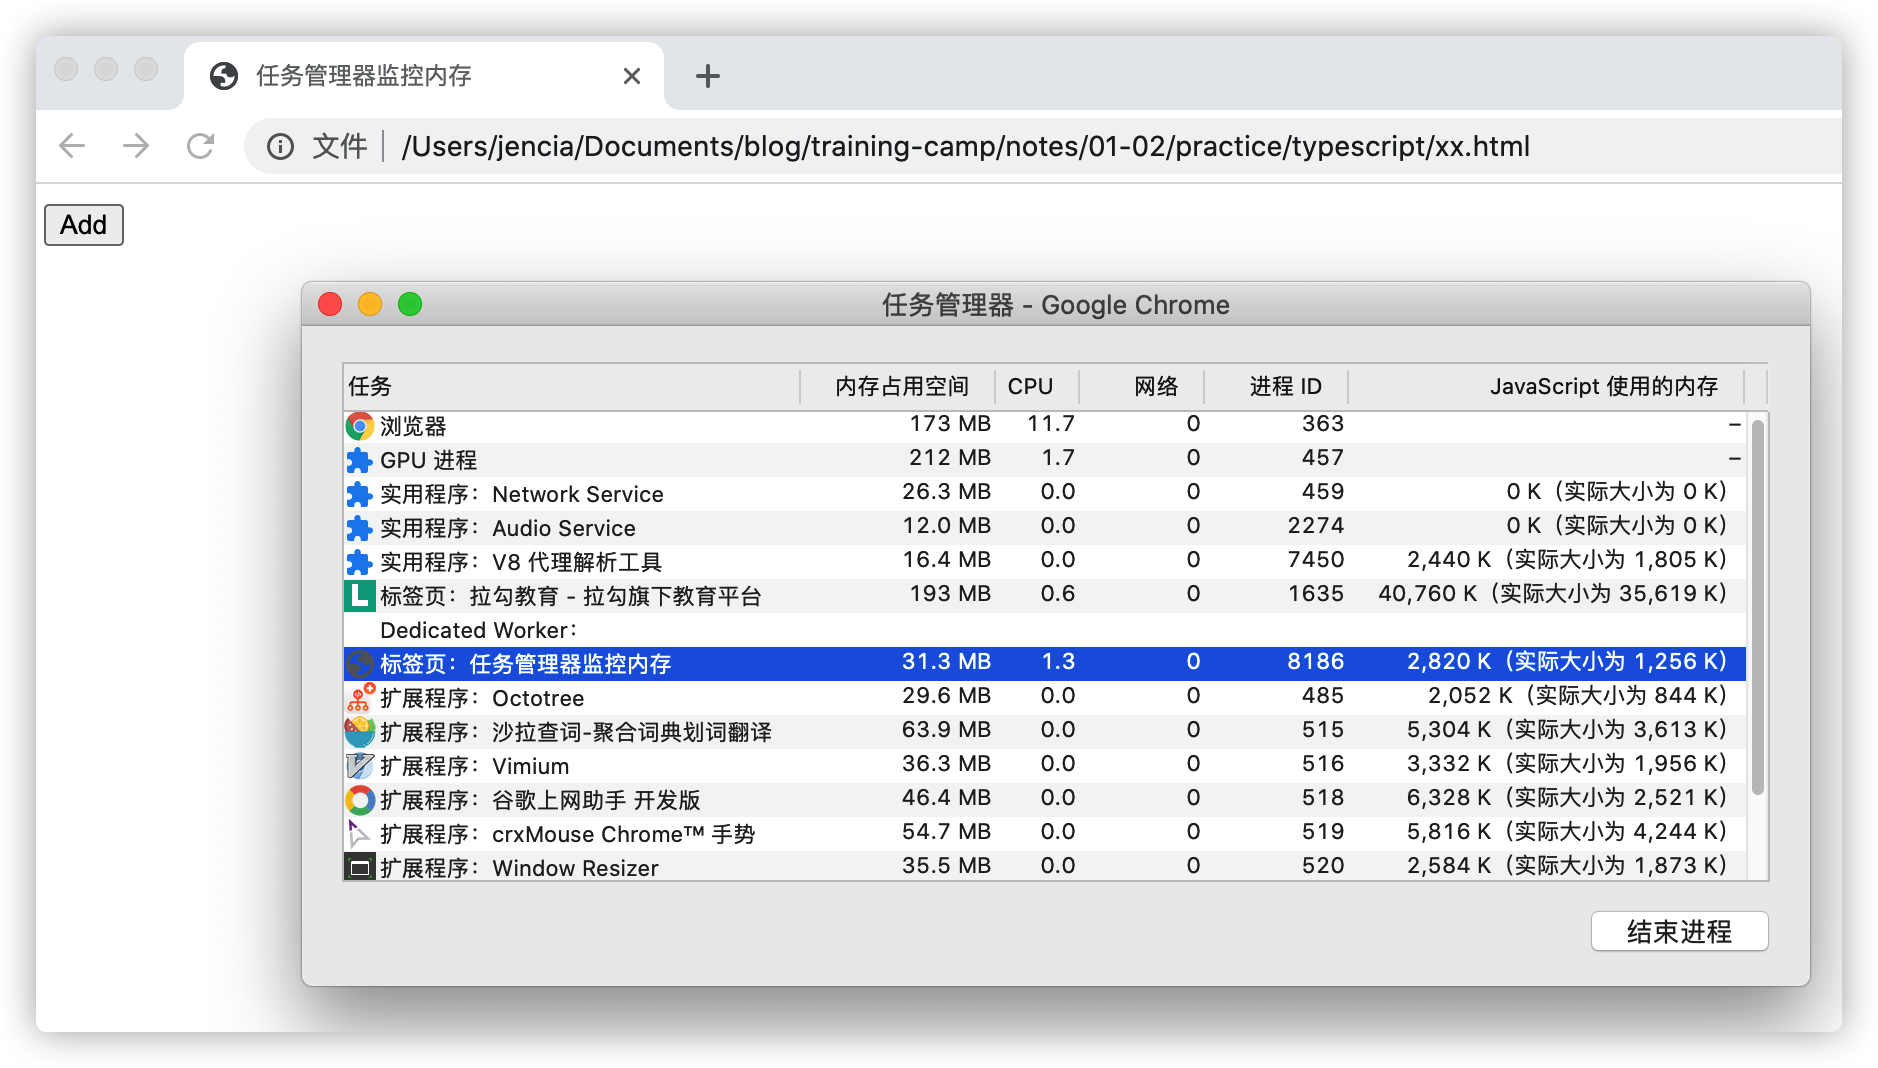 任务管理器监控内存
文件 /Users/jencia/Documents/blog/training-camp/notes/01-02/practice/typescript/xx.html
Add
任务管理器 - Google Chrome
任务 内存占用空间 CPU 网络 进程 ID JavaScript 使用的内存
浏览器 173 MB 11.7 0 363 –
GPU 进程 212 MB 1.7 0 457 –
实用程序：Network Service 26.3 MB 0.0 0 459 0 K（实际大小为 0 K）
实用程序：Audio Service 12.0 MB 0.0 0 2274 0 K（实际大小为 0 K）
实用程序：V8 代理解析工具 16.4 MB 0.0 0 7450 2,440 K（实际大小为 1,805 K）
标签页：拉勾教育 - 拉勾旗下教育平台 193 MB 0.6 0 1635 40,760 K（实际大小为 35,619 K）
Dedicated Worker：
标签页：任务管理器监控内存 31.3 MB 1.3 0 8186 2,820 K（实际大小为 1,256 K）
扩展程序：Octotree 29.6 MB 0.0 0 485 2,052 K（实际大小为 844 K）
扩展程序：沙拉查词-聚合词典划词翻译 63.9 MB 0.0 0 515 5,304 K（实际大小为 3,613 K）
扩展程序：Vimium 36.3 MB 0.0 0 516 3,332 K（实际大小为 1,956 K）
扩展程序：谷歌上网助手 开发版 46.4 MB 0.0 0 518 6,328 K（实际大小为 2,521 K）
扩展程序：crxMouse Chrome™ 手势 54.7 MB 0.0 0 519 5,816 K（实际大小为 4,244 K）
扩展程序：Window Resizer 35.5 MB 0.0 0 520 2,584 K（实际大小为 1,873 K）
结束进程